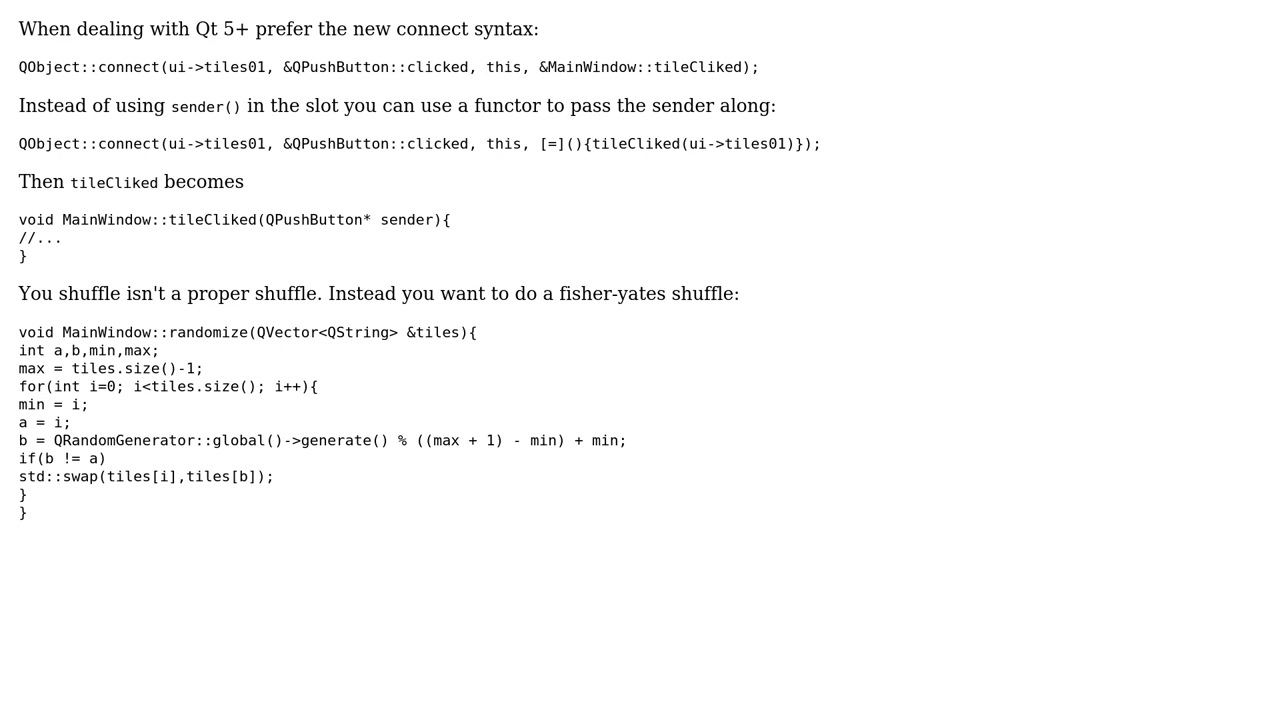 When dealing with Qt 5+ prefer the new connect syntax:
QObject::connect(ui->tiles01, &QPushButton::clicked, this, &MainWindow::tileCliked);
Instead of using sender() in the slot you can use a functor to pass the sender along:
QObject::connect(ui->tiles01, &QPushButton::clicked, this, [=](){tileCliked(ui->tiles01)});
Then tileCliked becomes
void MainWindow::tileCliked(QPushButton* sender){
//...
}
You shuffle isn't a proper shuffle. Instead you want to do a fisher-yates shuffle:
void MainWindow::randomize(QVector<QString> &tiles){
int a,b,min,max;
max = tiles.size()-1;
for(int i=0; i<tiles.size(); i++){
min = i;
a = i;
b = QRandomGenerator::global()->generate() % ((max + 1) - min) + min;
if(b != a)
std::swap(tiles[i],tiles[b]);
}
}